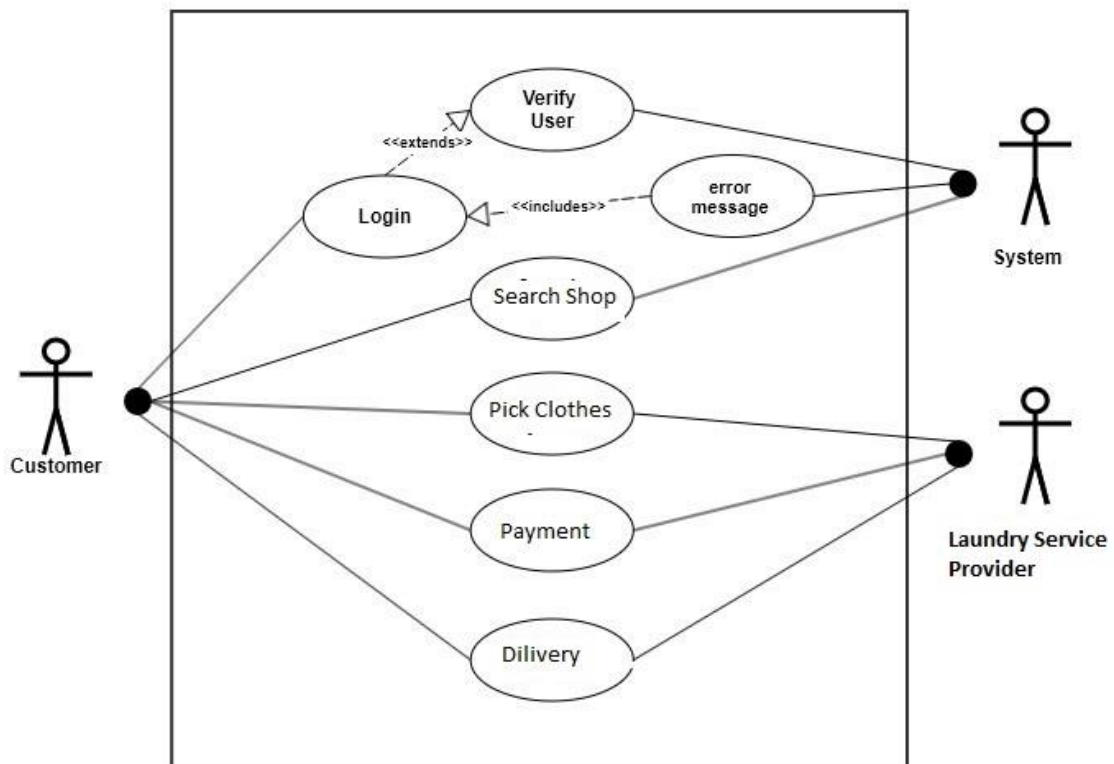 Verify
User
<<extends>>
Login
<<includes>>
error
message
System
Search Shop
Customer
Pick Clothes
Payment
Laundry Service
Provider
Dilivery